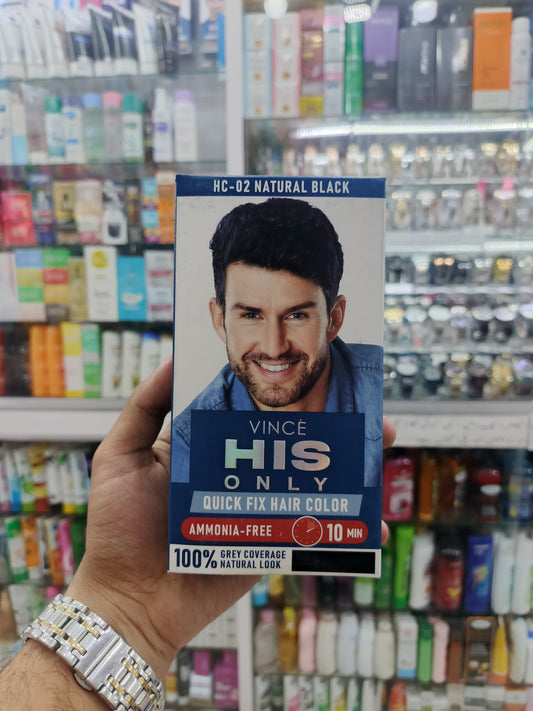 HC-02 NATURAL BLACK
VINCÉ
HIS
ONLY
QUICK FIX HAIR COLOR
AMMONIA-FREE 10 MIN
100% GREY COVERAGE
NATURAL LOOK